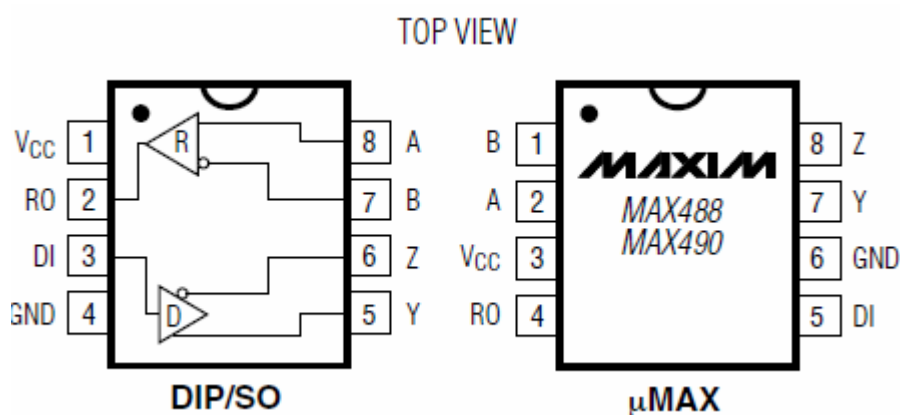 TOP VIEW
VCC 1 R 8 A
RO 2 7 B
DI 3 6 Z
GND 4 D 5 Y
DIP/SO
B 1 MAXIM 8 Z
A 2 MAX488 7 Y
MAX490
VCC 3 6 GND
RO 4 5 DI
μMAX